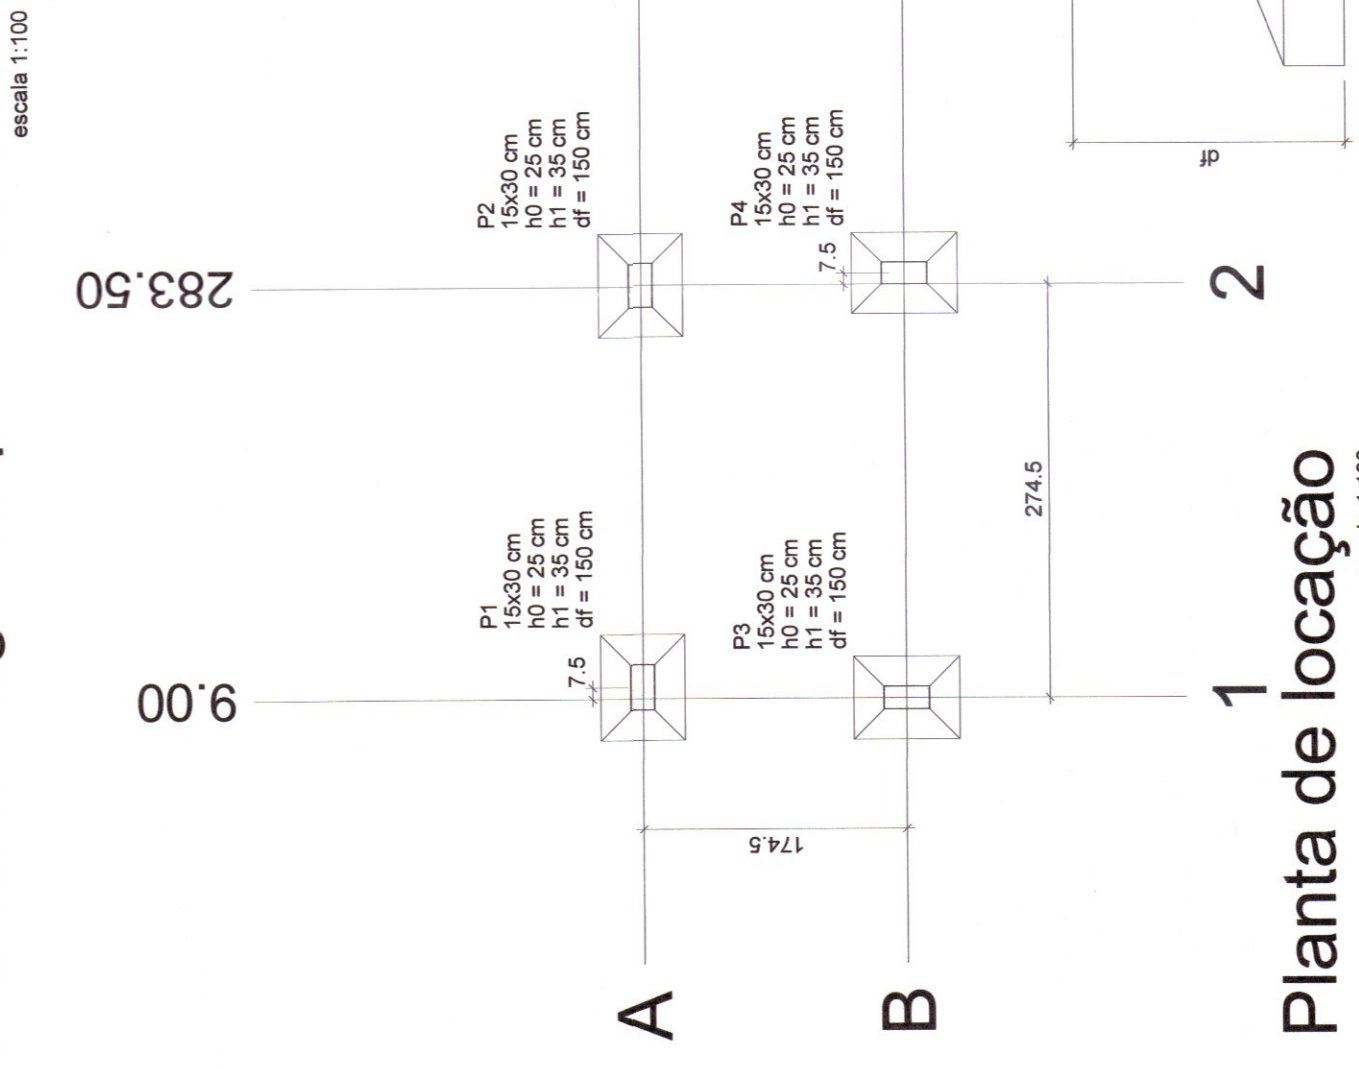 escala 1:100
283.50
9.00
P2
15x30 cm
h0 = 25 cm
h1 = 35 cm
df = 150 cm
P1
15x30 cm
h0 = 25 cm
h1 = 35 cm
df = 150 cm
7.5
P4
15x30 cm
h0 = 25 cm
h1 = 35 cm
df = 150 cm
7.5
P3
15x30 cm
h0 = 25 cm
h1 = 35 cm
df = 150 cm
df
174.5
274.5
A
B
1
2
Planta de locação